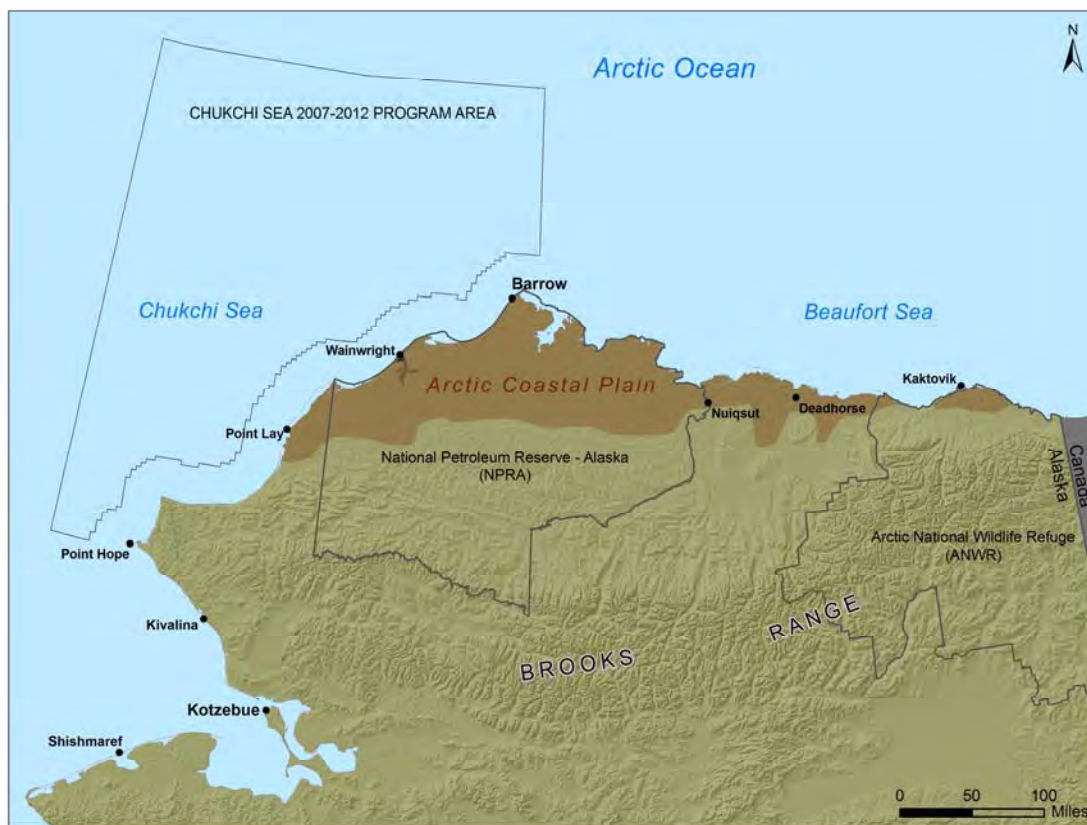 N
Arctic Ocean
CHUKCHI SEA 2007-2012 PROGRAM AREA
Barrow
Chukchi Sea
Beaufort Sea
Wainwright
Kaktovik
Arctic Coastal Plain
Nuiqsut
Deadhorse
Point Lay
National Petroleum Reserve - Alaska
(NPRA)
Canada
Alaska
Arctic National Wildlife Refuge
(ANWR)
Point Hope
Kivalina
BROOKS RANGE
Kotzebue
Shishmaref
0 50 100
Miles